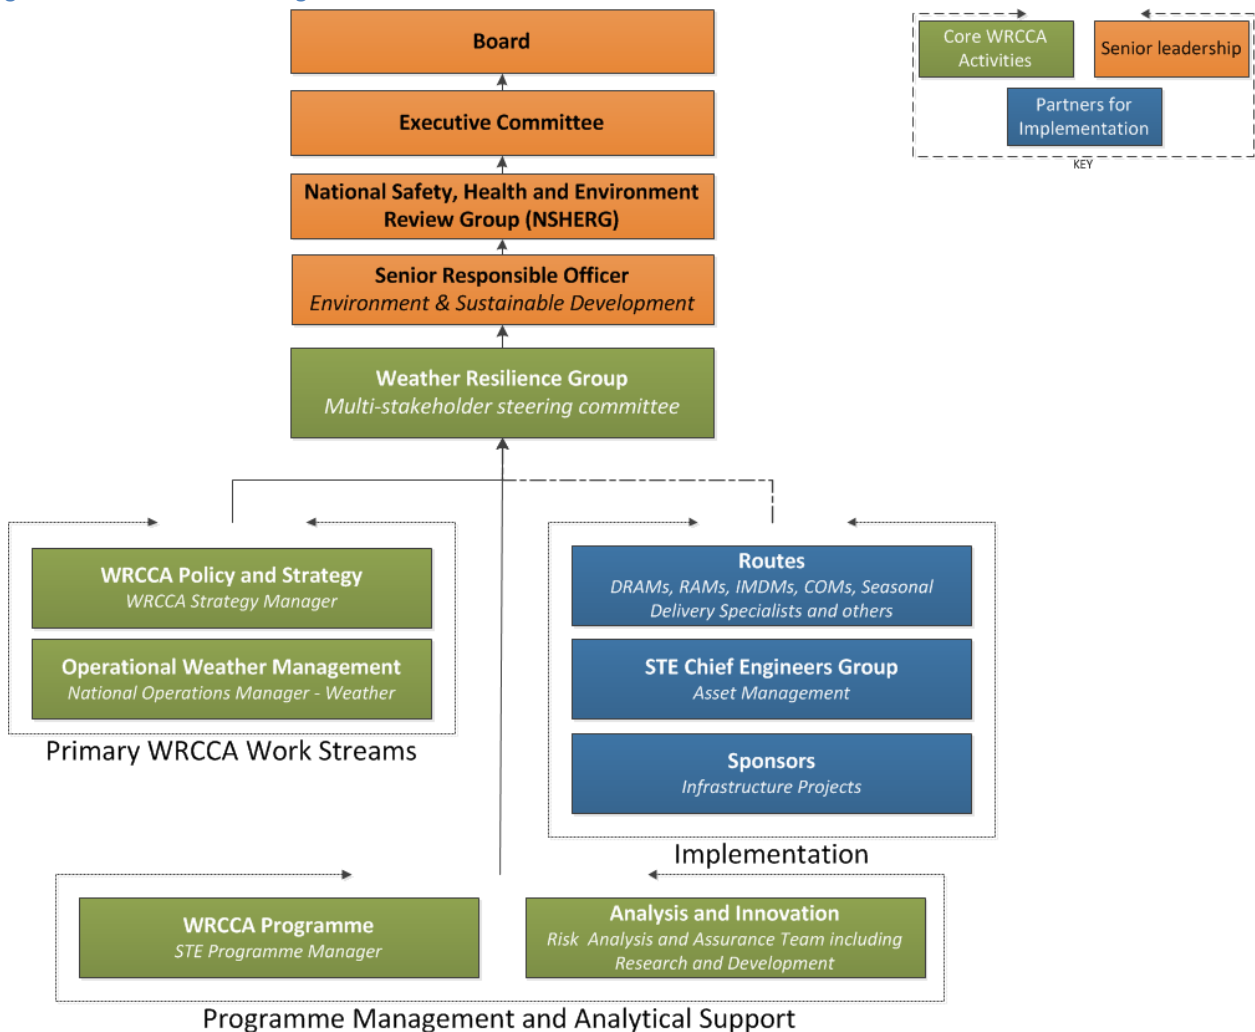 Board
Executive Committee
National Safety, Health and Environment
Review Group (NSHERG)
Senior Responsible Officer
Environment & Sustainable Development
Weather Resilience Group
Multi-stakeholder steering committee
Core WRCCA
Activities
Senior leadership
Partners for
Implementation
KEY
WRCCA Policy and Strategy
WRCCA Strategy Manager
Operational Weather Management
National Operations Manager - Weather
Primary WRCCA Work Streams
Routes
DRAMs, RAMs, IMDMs, COMs, Seasonal
Delivery Specialists and others
STE Chief Engineers Group
Asset Management
Sponsors
Infrastructure Projects
Implementation
WRCCA Programme
STE Programme Manager
Analysis and Innovation
Risk Analysis and Assurance Team including
Research and Development
Programme Management and Analytical Support